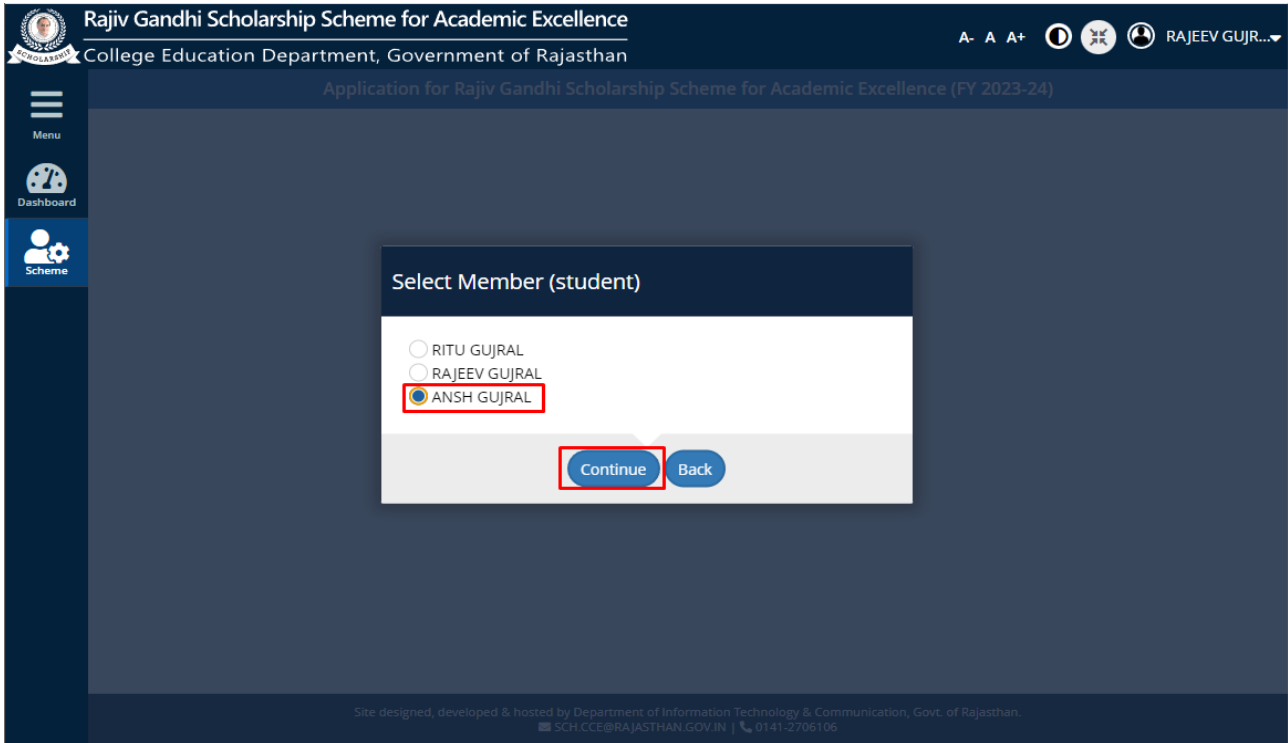 Rajiv Gandhi Scholarship Scheme for Academic Excellence
College Education Department, Government of Rajasthan
SCHOLARSHIP
A- A A+
RAJEEV GUJR...
Application for Rajiv Gandhi Scholarship Scheme for Academic Excellence (FY 2023-24)
Menu
Dashboard
Scheme
Select Member (student)
RITU GUJRAL
RAJEEV GUJRAL
ANSH GUJRAL
Continue Back
Site designed, developed & hosted by Department of Information Technology & Communication, Govt. of Rajasthan.
SCH.CCE@RAJASTHAN.GOV.IN | 0141-2706106